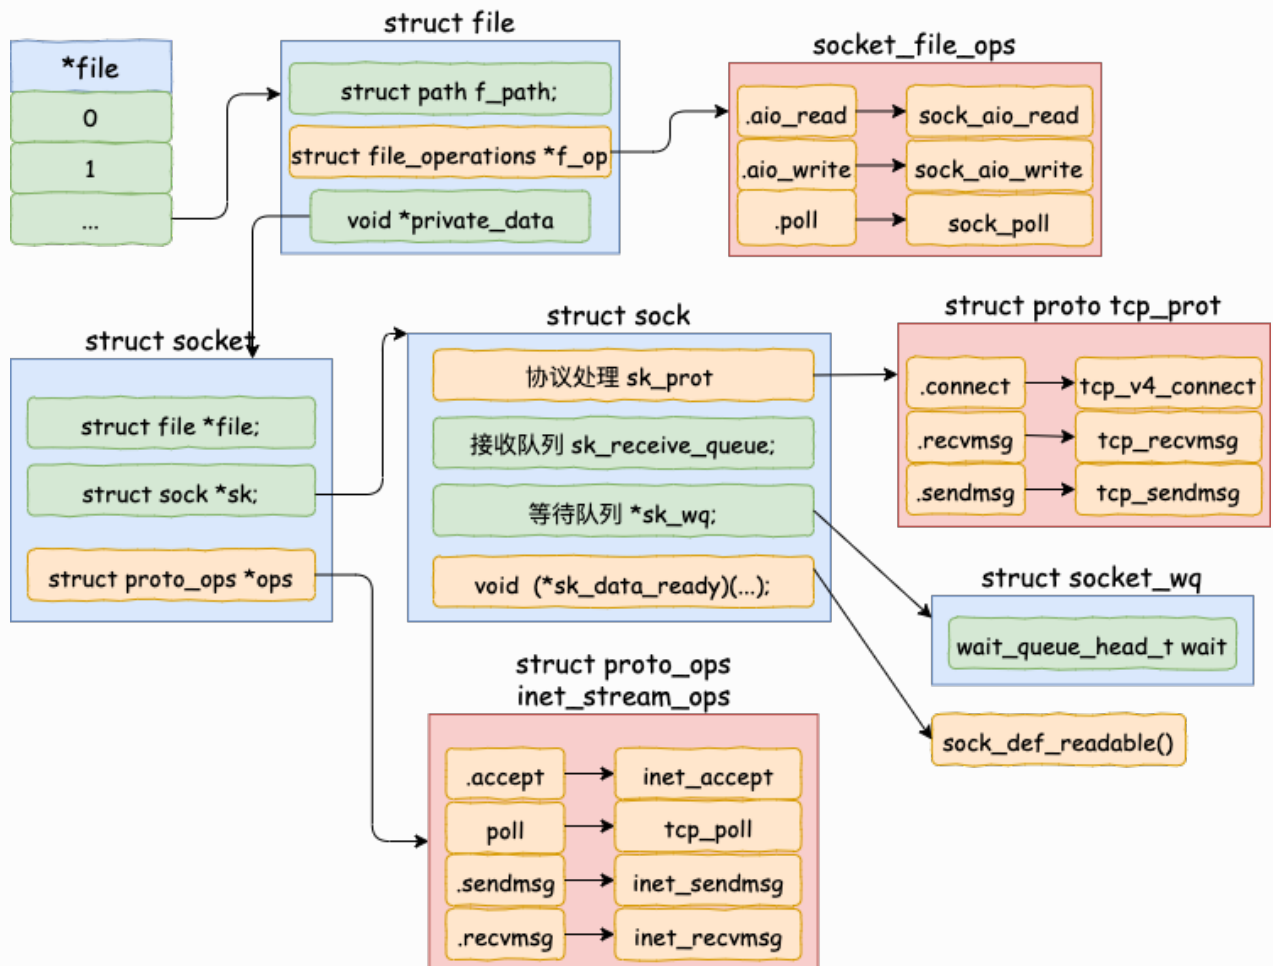 *file
0
1
...
struct file
struct path f_path;
struct file_operations *f_op
void *private_data
socket_file_ops
.aio_read
sock_aio_read
.aio_write
sock_aio_write
.poll
sock_poll
struct socket
struct file *file;
struct sock *sk;
struct proto_ops *ops
struct sock
协议处理 sk_prot
接收队列 sk_receive_queue;
等待队列 *sk_wq;
void (*sk_data_ready)(...);
struct proto tcp_prot
.connect
tcp_v4_connect
.recvmsg
tcp_recvmsg
.sendmsg
tcp_sendmsg
struct socket_wq
wait_queue_head_t wait
sock_def_readable()
struct proto_ops
inet_stream_ops
.accept
inet_accept
poll
tcp_poll
.sendmsg
inet_sendmsg
.recvmsg
inet_recvmsg